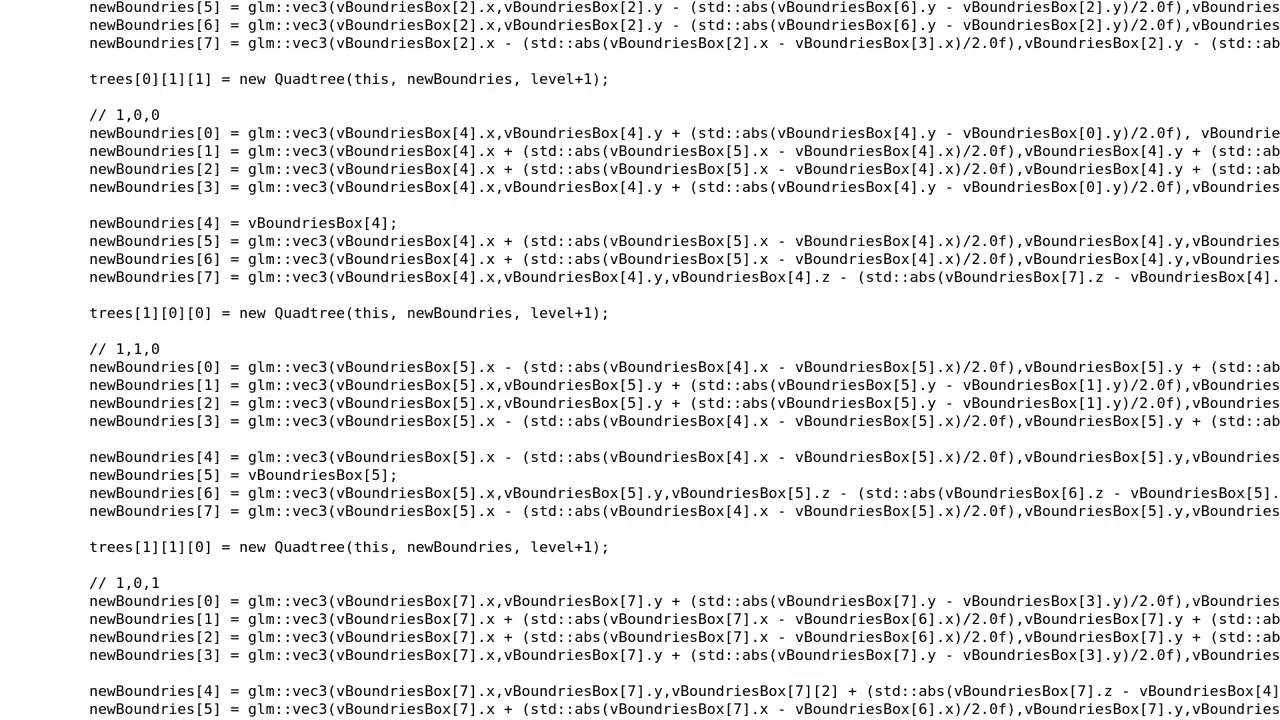 newBoundries[5] = glm::vec3(vBoundriesBox[2].x,vBoundriesBox[2].y - (std::abs(vBoundriesBox[6].y - vBoundriesBox[2].y)/2.0f),vBoundries
newBoundries[6] = glm::vec3(vBoundriesBox[2].x,vBoundriesBox[2].y - (std::abs(vBoundriesBox[6].y - vBoundriesBox[2].y)/2.0f),vBoundries
newBoundries[7] = glm::vec3(vBoundriesBox[2].x - (std::abs(vBoundriesBox[2].x - vBoundriesBox[3].x)/2.0f),vBoundriesBox[2].y - (std::ab
trees[0][1][1] = new Quadtree(this, newBoundries, level+1);
// 1,0,0
newBoundries[0] = glm::vec3(vBoundriesBox[4].x,vBoundriesBox[4].y + (std::abs(vBoundriesBox[4].y - vBoundriesBox[0].y)/2.0f), vBoundrie
newBoundries[1] = glm::vec3(vBoundriesBox[4].x + (std::abs(vBoundriesBox[5].x - vBoundriesBox[4].x)/2.0f),vBoundriesBox[4].y + (std::ab
newBoundries[2] = glm::vec3(vBoundriesBox[4].x + (std::abs(vBoundriesBox[5].x - vBoundriesBox[4].x)/2.0f),vBoundriesBox[4].y + (std::ab
newBoundries[3] = glm::vec3(vBoundriesBox[4].x,vBoundriesBox[4].y + (std::abs(vBoundriesBox[4].y - vBoundriesBox[0].y)/2.0f),vBoundries
newBoundries[4] = vBoundriesBox[4];
newBoundries[5] = glm::vec3(vBoundriesBox[4].x + (std::abs(vBoundriesBox[5].x - vBoundriesBox[4].x)/2.0f),vBoundriesBox[4].y,vBoundries
newBoundries[6] = glm::vec3(vBoundriesBox[4].x + (std::abs(vBoundriesBox[5].x - vBoundriesBox[4].x)/2.0f),vBoundriesBox[4].y,vBoundries
newBoundries[7] = glm::vec3(vBoundriesBox[4].x,vBoundriesBox[4].y,vBoundriesBox[4].z - (std::abs(vBoundriesBox[7].z - vBoundriesBox[4].
trees[1][0][0] = new Quadtree(this, newBoundries, level+1);
// 1,1,0
newBoundries[0] = glm::vec3(vBoundriesBox[5].x - (std::abs(vBoundriesBox[4].x - vBoundriesBox[5].x)/2.0f),vBoundriesBox[5].y + (std::ab
newBoundries[1] = glm::vec3(vBoundriesBox[5].x,vBoundriesBox[5].y + (std::abs(vBoundriesBox[5].y - vBoundriesBox[1].y)/2.0f),vBoundries
newBoundries[2] = glm::vec3(vBoundriesBox[5].x,vBoundriesBox[5].y + (std::abs(vBoundriesBox[5].y - vBoundriesBox[1].y)/2.0f),vBoundries
newBoundries[3] = glm::vec3(vBoundriesBox[5].x - (std::abs(vBoundriesBox[4].x - vBoundriesBox[5].x)/2.0f),vBoundriesBox[5].y + (std::ab
newBoundries[4] = glm::vec3(vBoundriesBox[5].x - (std::abs(vBoundriesBox[4].x - vBoundriesBox[5].x)/2.0f),vBoundriesBox[5].y,vBoundries
newBoundries[5] = vBoundriesBox[5];
newBoundries[6] = glm::vec3(vBoundriesBox[5].x,vBoundriesBox[5].y,vBoundriesBox[5].z - (std::abs(vBoundriesBox[6].z - vBoundriesBox[5].
newBoundries[7] = glm::vec3(vBoundriesBox[5].x - (std::abs(vBoundriesBox[4].x - vBoundriesBox[5].x)/2.0f),vBoundriesBox[5].y,vBoundries
trees[1][1][0] = new Quadtree(this, newBoundries, level+1);
// 1,0,1
newBoundries[0] = glm::vec3(vBoundriesBox[7].x,vBoundriesBox[7].y + (std::abs(vBoundriesBox[7].y - vBoundriesBox[3].y)/2.0f),vBoundries
newBoundries[1] = glm::vec3(vBoundriesBox[7].x + (std::abs(vBoundriesBox[7].x - vBoundriesBox[6].x)/2.0f),vBoundriesBox[7].y + (std::ab
newBoundries[2] = glm::vec3(vBoundriesBox[7].x + (std::abs(vBoundriesBox[7].x - vBoundriesBox[6].x)/2.0f),vBoundriesBox[7].y + (std::ab
newBoundries[3] = glm::vec3(vBoundriesBox[7].x,vBoundriesBox[7].y + (std::abs(vBoundriesBox[7].y - vBoundriesBox[3].y)/2.0f),vBoundries
newBoundries[4] = glm::vec3(vBoundriesBox[7].x,vBoundriesBox[7].y,vBoundriesBox[7][2] + (std::abs(vBoundriesBox[7].z - vBoundriesBox[4]
newBoundries[5] = glm::vec3(vBoundriesBox[7].x + (std::abs(vBoundriesBox[7].x - vBoundriesBox[6].x)/2.0f),vBoundriesBox[7].y,vBoundries